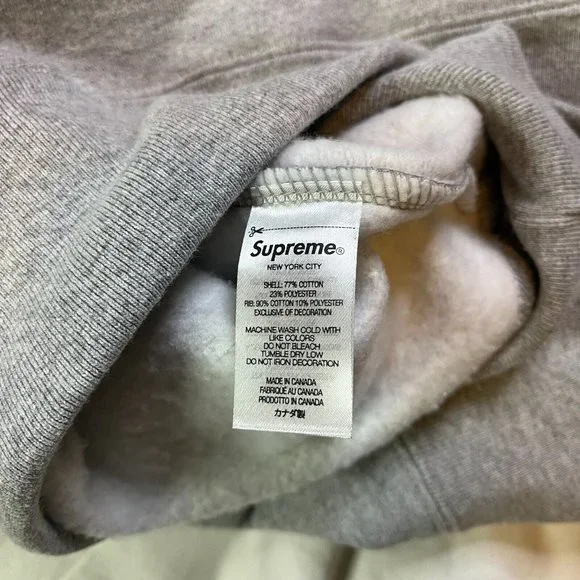 Supreme®
NEW YORK CITY
SHELL: 77% COTTON
23% POLYESTER
RIB: 90% COTTON 10% POLYESTER
EXCLUSIVE OF DECORATION
MACHINE WASH COLD WITH
LIKE COLORS
DO NOT BLEACH
TUMBLE DRY LOW
DO NOT IRON DECORATION
MADE IN CANADA
FABRIQUÉ AU CANADA
PRODOTTO IN CANADA
カナダ製